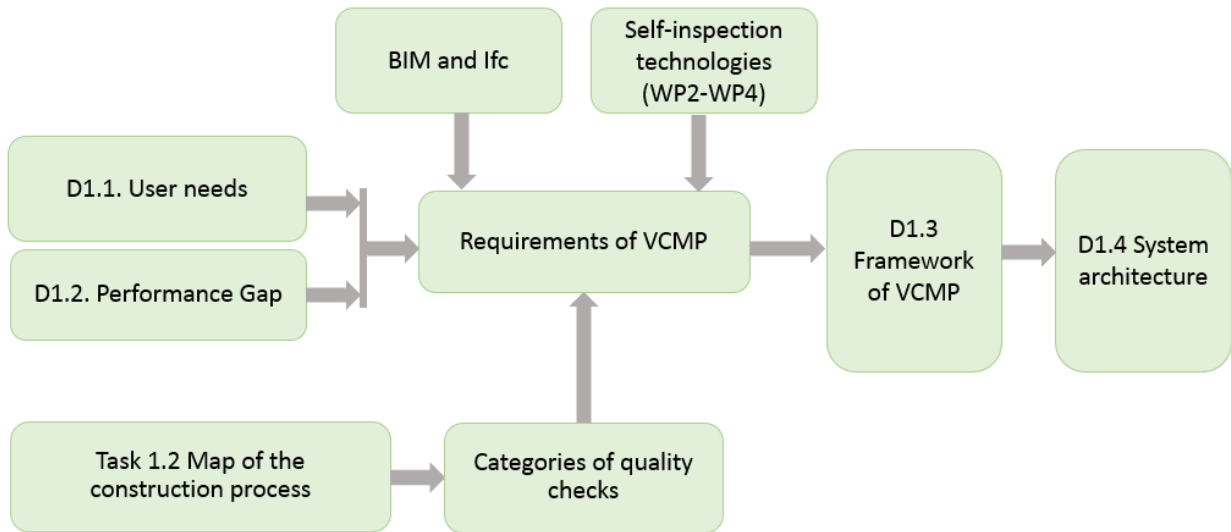 BIM and Ifc
Self-inspection
technologies
(WP2-WP4)
D1.1. User needs
D1.2. Performance Gap
Requirements of VCMP
D1.3
Framework
of VCMP
D1.4 System
architecture
Task 1.2 Map of the
construction process
Categories of quality
checks